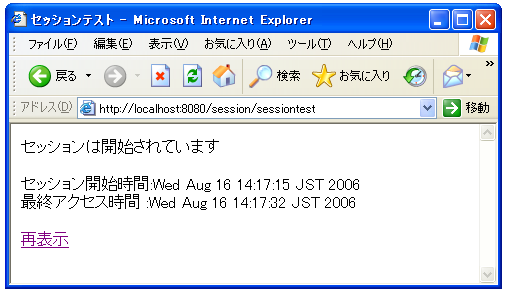 セッションテスト - Microsoft Internet Explorer
ファイル(F) 編集(E) 表示(V) お気に入り(A) ツール(T) ヘルプ(H)
戻る 検索 お気に入り »
アドレス(D) http://localhost:8080/session/sessiontest 移動
セッションは開始されています
セッション開始時間:Wed Aug 16 14:17:15 JST 2006
最終アクセス時間 :Wed Aug 16 14:17:32 JST 2006
再表示